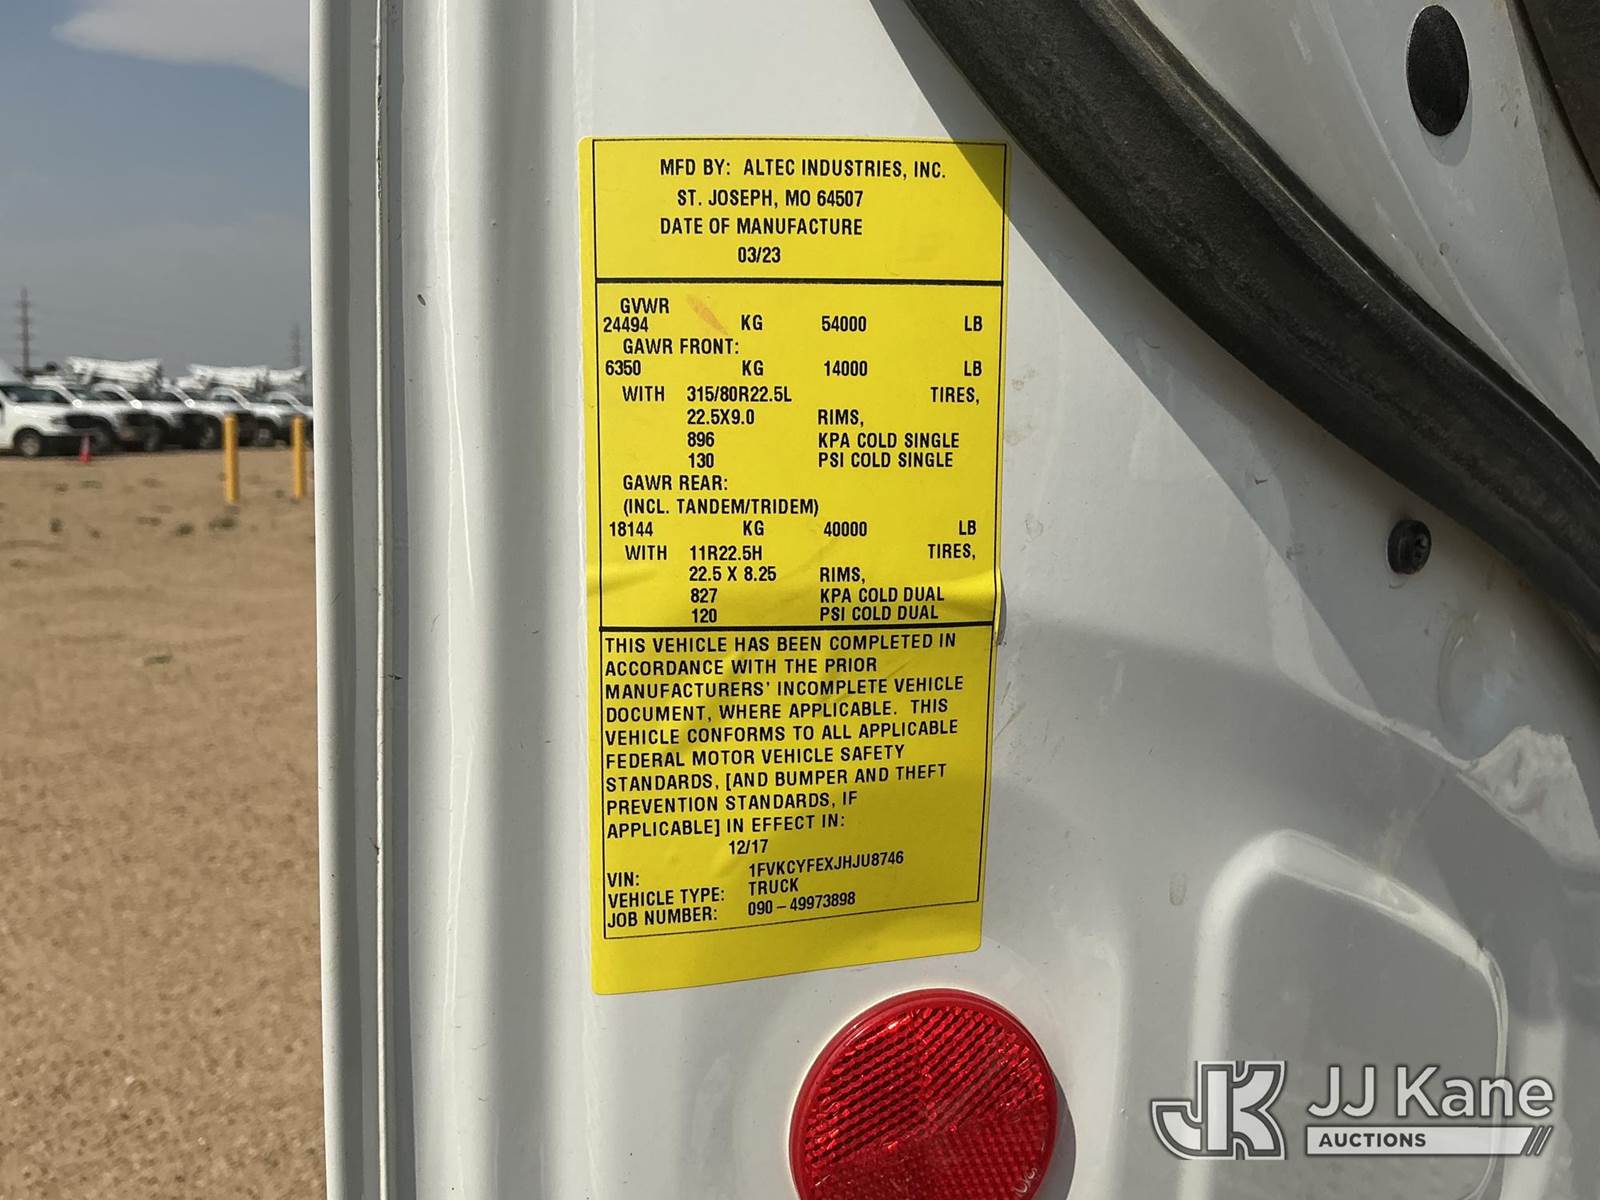 MFD BY: ALTEC INDUSTRIES, INC.
ST. JOSEPH, MO 64507
DATE OF MANUFACTURE
03/23
GVWR
24494 KG 54000 LB
GAWR FRONT:
6350 KG 14000 LB
WITH 315/80R22.5L TIRES,
22.5X9.0 RIMS,
896 KPA COLD SINGLE
130 PSI COLD SINGLE
GAWR REAR:
(INCL. TANDEM/TRIDEM)
18144 KG 40000 LB
WITH 11R22.5H TIRES,
22.5 X 8.25 RIMS,
827 KPA COLD DUAL
120 PSI COLD DUAL
THIS VEHICLE HAS BEEN COMPLETED IN
ACCORDANCE WITH THE PRIOR
MANUFACTURERS' INCOMPLETE VEHICLE
DOCUMENT, WHERE APPLICABLE. THIS
VEHICLE CONFORMS TO ALL APPLICABLE
FEDERAL MOTOR VEHICLE SAFETY
STANDARDS, [AND BUMPER AND THEFT
PREVENTION STANDARDS, IF
APPLICABLE] IN EFFECT IN:
12/17
VIN: 1FVKCYFEXJHJU8746
VEHICLE TYPE: TRUCK
JOB NUMBER: 090-49973898
JK JJ Kane
AUCTIONS